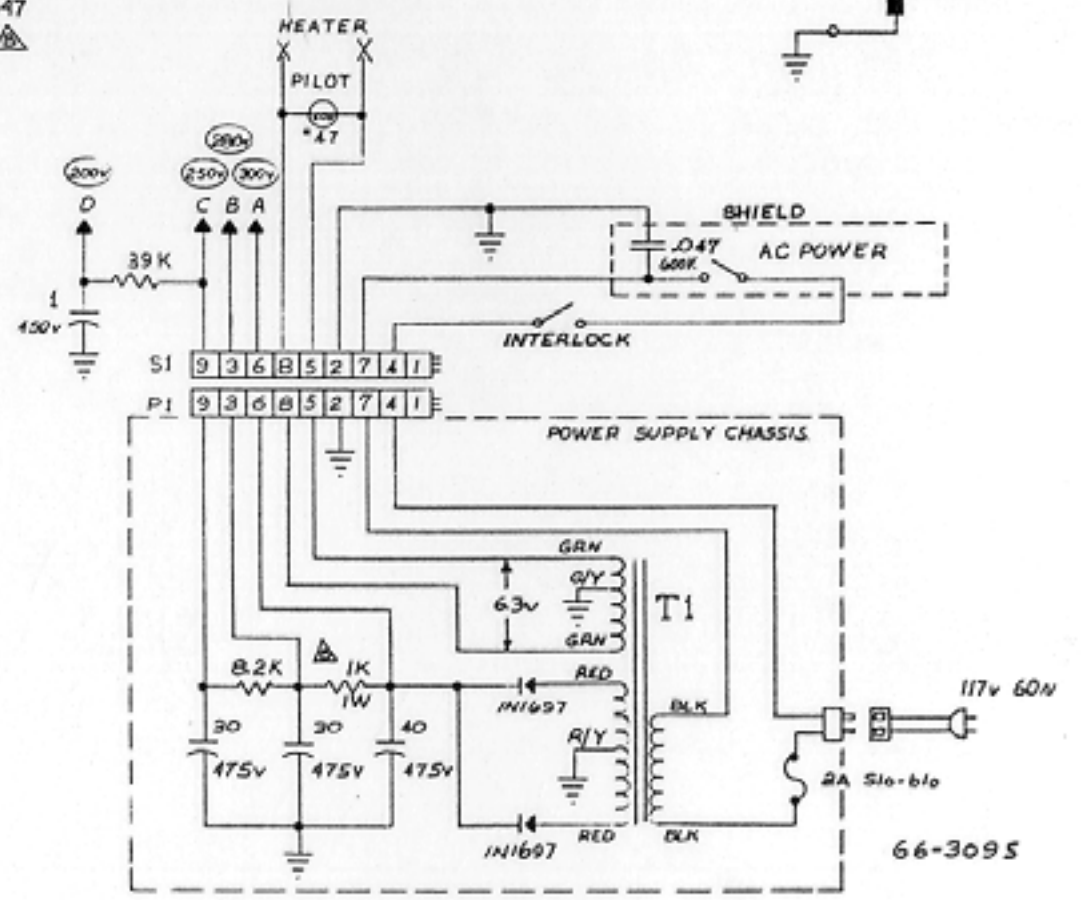 47
B
HEATER
PILOT
#47
280v
200v
250v
300v
D
C B A
SHIELD
39K
.047
AC POWER
600V
1
450v
INTERLOCK
S1 9 3 6 8 5 2 7 4 1
P1 9 3 6 8 5 2 7 4 1
POWER SUPPLY CHASSIS
GRN
G/Y
6.3v
T1
GRN
8.2K
1K
RED
1W
1N1697
117v 60~
BLK
30
30
40
R/Y
475v
475v
475v
2A Slo-blo
RED
BLK
1N1697
66-3095